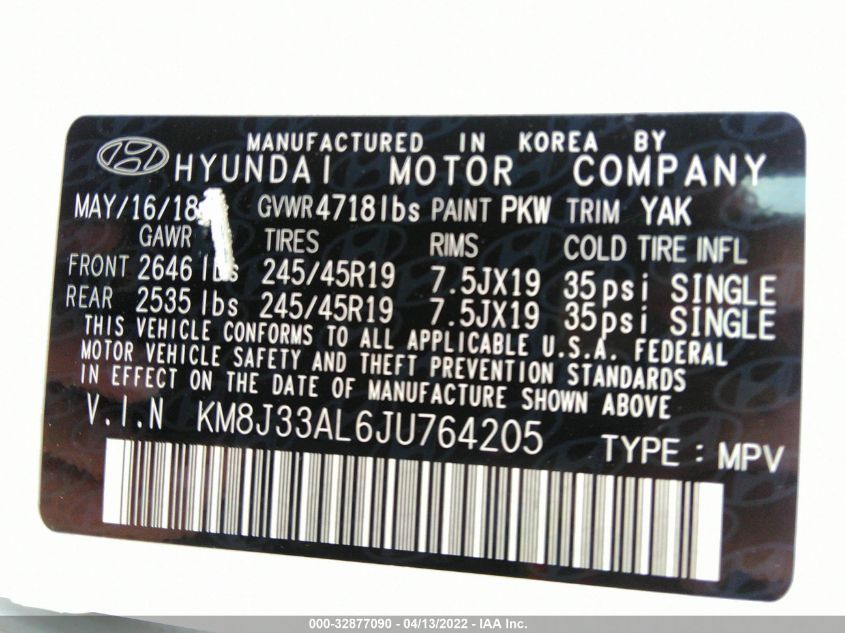 MANUFACTURED IN KOREA BY
HYUNDAI MOTOR COMPANY
MAY/16/18 1 GVWR 4718lbs PAINT PKW TRIM YAK
GAWR TIRES RIMS COLD TIRE INFL
FRONT 2646 lbs 245/45R19 7.5JX19 35psi SINGLE
REAR 2535 lbs 245/45R19 7.5JX19 35psi SINGLE
THIS VEHICLE CONFORMS TO ALL APPLICABLE U.S.A. FEDERAL
MOTOR VEHICLE SAFETY AND THEFT PREVENTION STANDARDS
IN EFFECT ON THE DATE OF MANUFACTURE SHOWN ABOVE
V.I.N KM8J33AL6JU764205 TYPE : MPV
000-32877090 - 04/13/2022 - IAA Inc.